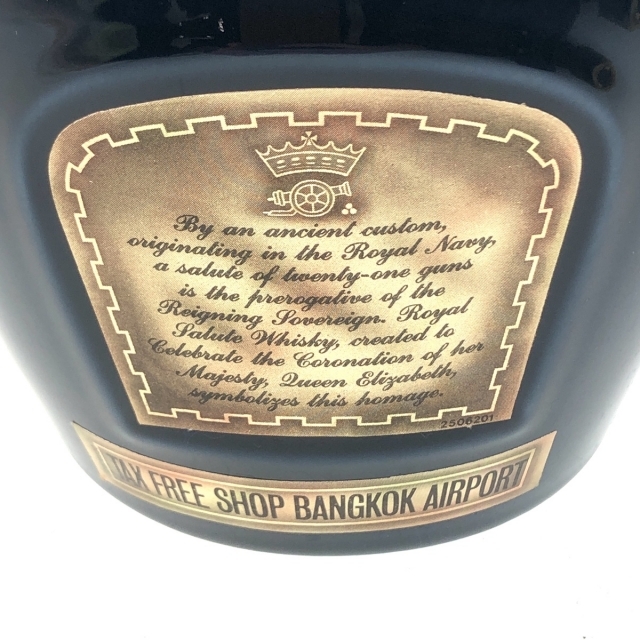 By an ancient custom,
originating in the Royal Navy,
a salute of twenty-one guns
is the prerogative of the
Reigning Sovereign. Royal
Salute Whisky, created to
Celebrate the Coronation of her
Majesty, Queen Elizabeth,
symbolizes this homage.
2506201
TAX FREE SHOP BANGKOK AIRPORT